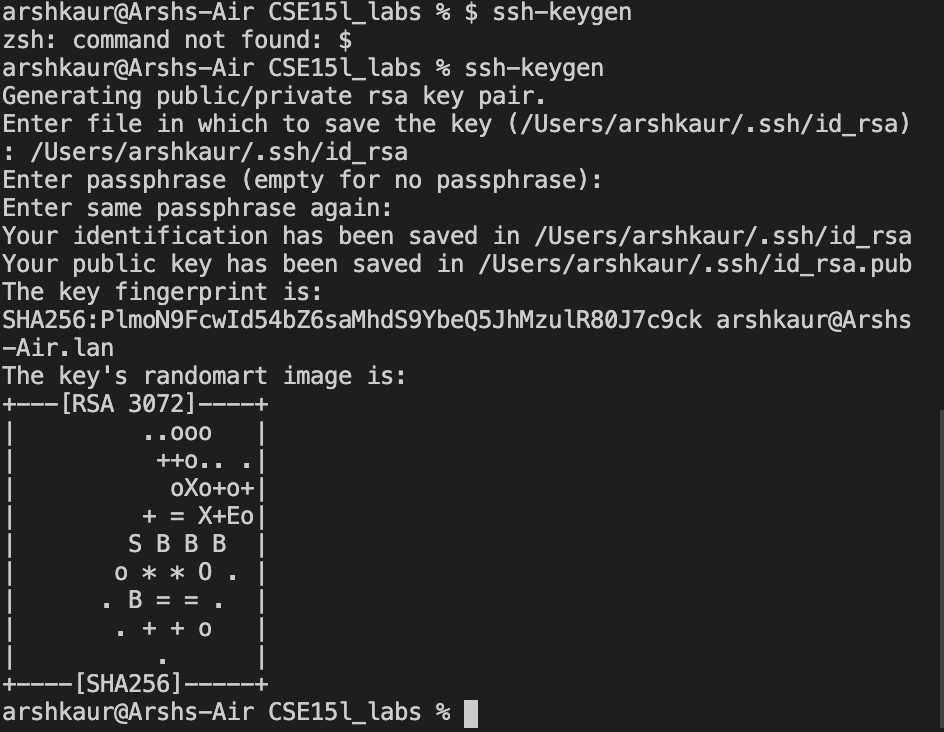 arshkaur@Arshs-Air CSE15l_labs % $ ssh-keygen
zsh: command not found: $
arshkaur@Arshs-Air CSE15l_labs % ssh-keygen
Generating public/private rsa key pair.
Enter file in which to save the key (/Users/arshkaur/.ssh/id_rsa)
: /Users/arshkaur/.ssh/id_rsa
Enter passphrase (empty for no passphrase):
Enter same passphrase again:
Your identification has been saved in /Users/arshkaur/.ssh/id_rsa
Your public key has been saved in /Users/arshkaur/.ssh/id_rsa.pub
The key fingerprint is:
SHA256:PlmoN9FcwId54bZ6saMhdS9YbeQ5JhMzulR80J7c9ck arshkaur@Arshs
-Air.lan
The key's randomart image is:
+---[RSA 3072]----+
|         ..ooo   |
|          ++o.. .|
|           oXo+o+|
|         + = X+Eo|
|        S B B B  |
|       o * * O . |
|      . B = = .  |
|       . + + o   |
|          .      |
+----[SHA256]-----+
arshkaur@Arshs-Air CSE15l_labs %